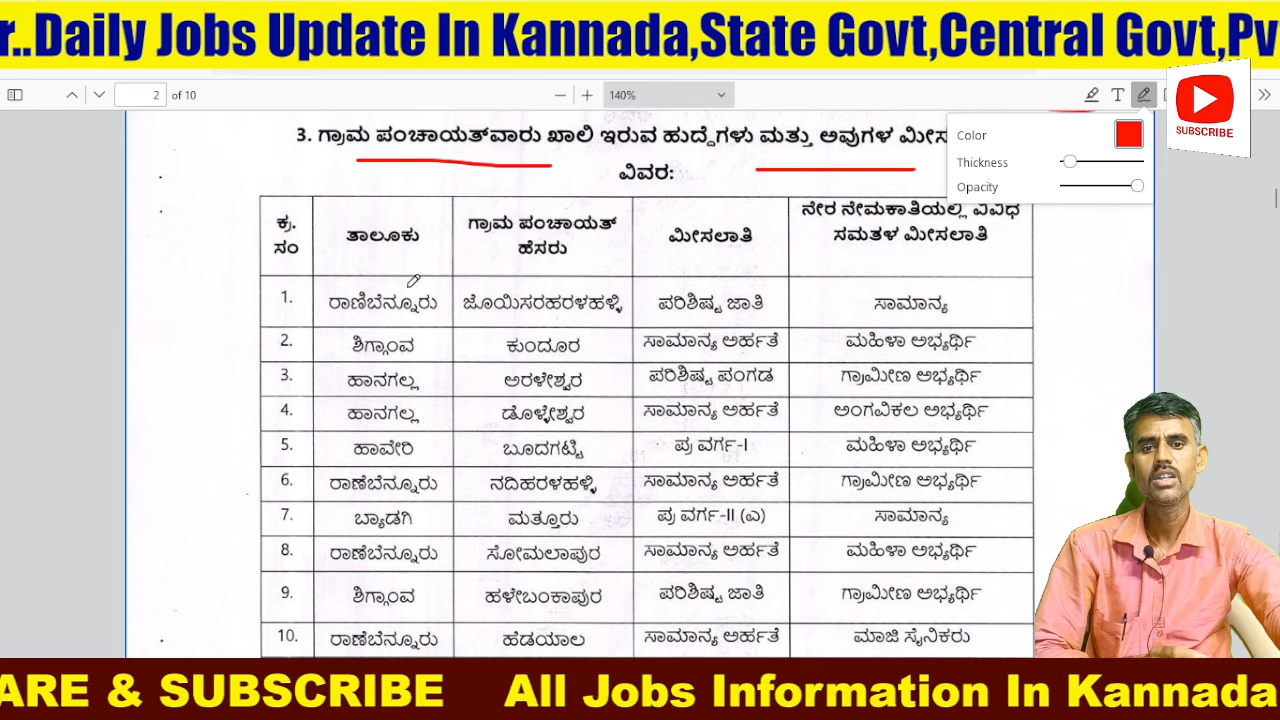 r..Daily Jobs Update In Kannada,State Govt,Central Govt,Pv
2 of 10
140%
SUBSCRIBE
Color
Thickness
Opacity
3. ಗ್ರಾಮ ಪಂಚಾಯತ್‌ವಾರು ಖಾಲಿ ಇರುವ ಹುದ್ದೆಗಳು ಮತ್ತು ಅವುಗಳ ಮೀಸ
ವಿವರ:
ಕ್ರ. ಸಂ ತಾಲೂಕು ಗ್ರಾಮ ಪಂಚಾಯತ್ ಹೆಸರು ಮೀಸಲಾತಿ ನೇರ ನೇಮಕಾತಿಯಲ್ಲಿ ವಿವಿಧ ಸಮತಳ ಮೀಸಲಾತಿ
1. ರಾಣಿಬೆನ್ನೂರು ಜೊಯಿಸರಹರಳಹಳ್ಳಿ ಪರಿಶಿಷ್ಟ ಜಾತಿ ಸಾಮಾನ್ಯ
2. ಶಿಗ್ಗಾಂವ ಕುಂದೂರ ಸಾಮಾನ್ಯ ಅರ್ಹತೆ ಮಹಿಳಾ ಅಭ್ಯರ್ಥಿ
3. ಹಾನಗಲ್ಲ ಅರಳೇಶ್ವರ ಪರಿಶಿಷ್ಟ ಪಂಗಡ ಗ್ರಾಮೀಣ ಅಭ್ಯರ್ಥಿ
4. ಹಾನಗಲ್ಲ ಡೊಳ್ಳೇಶ್ವರ ಸಾಮಾನ್ಯ ಅರ್ಹತೆ ಅಂಗವಿಕಲ ಅಭ್ಯರ್ಥಿ
5. ಹಾವೇರಿ ಬೂದಗಟ್ಟಿ ಪ್ರವರ್ಗ-I ಮಹಿಳಾ ಅಭ್ಯರ್ಥಿ
6. ರಾಣೆಬೆನ್ನೂರು ನದಿಹರಳಹಳ್ಳಿ ಸಾಮಾನ್ಯ ಅರ್ಹತೆ ಗ್ರಾಮೀಣ ಅಭ್ಯರ್ಥಿ
7. ಬ್ಯಾಡಗಿ ಮತ್ತೂರು ಪ್ರವರ್ಗ-II (ಎ) ಸಾಮಾನ್ಯ
8. ರಾಣೆಬೆನ್ನೂರು ಸೋಮಲಾಪುರ ಸಾಮಾನ್ಯ ಅರ್ಹತೆ ಮಹಿಳಾ ಅಭ್ಯರ್ಥಿ
9. ಶಿಗ್ಗಾಂವ ಹಳೇಬಂಕಾಪುರ ಪರಿಶಿಷ್ಟ ಜಾತಿ ಗ್ರಾಮೀಣ ಅಭ್ಯರ್ಥಿ
10. ರಾಣೆಬೆನ್ನೂರು ಹೆಡಿಯಾಲ ಸಾಮಾನ್ಯ ಅರ್ಹತೆ ಮಾಜಿ ಸೈನಿಕರು
ARE & SUBSCRIBE All Jobs Information In Kannada